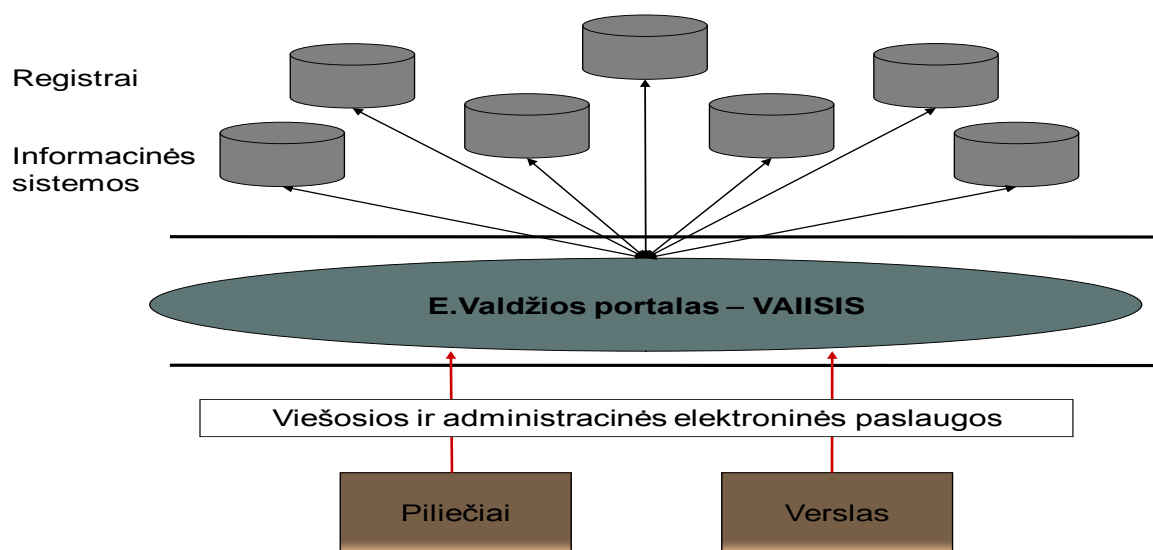 Registrai
Informacinės
sistemos
E.Valdžios portalas – VAIISIS
Viešosios ir administracinės elektroninės paslaugos
Piliečiai
Verslas